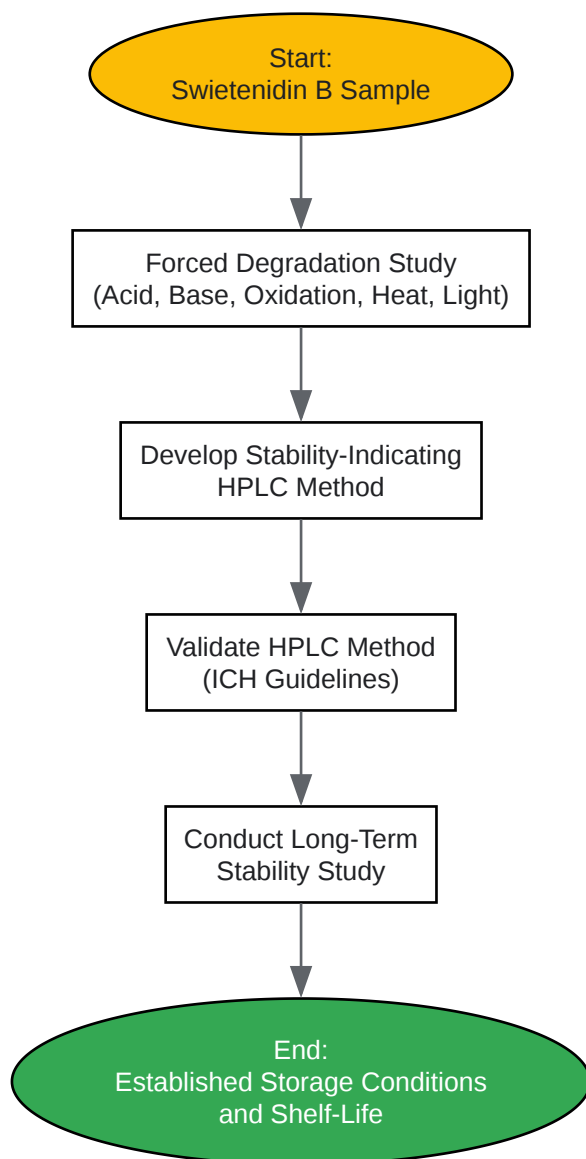 Start:
Swietenidin B Sample
Forced Degradation Study
(Acid, Base, Oxidation, Heat, Light)
Develop Stability-Indicating
HPLC Method
Validate HPLC Method
(ICH Guidelines)
Conduct Long-Term
Stability Study
End:
Established Storage Conditions
and Shelf-Life